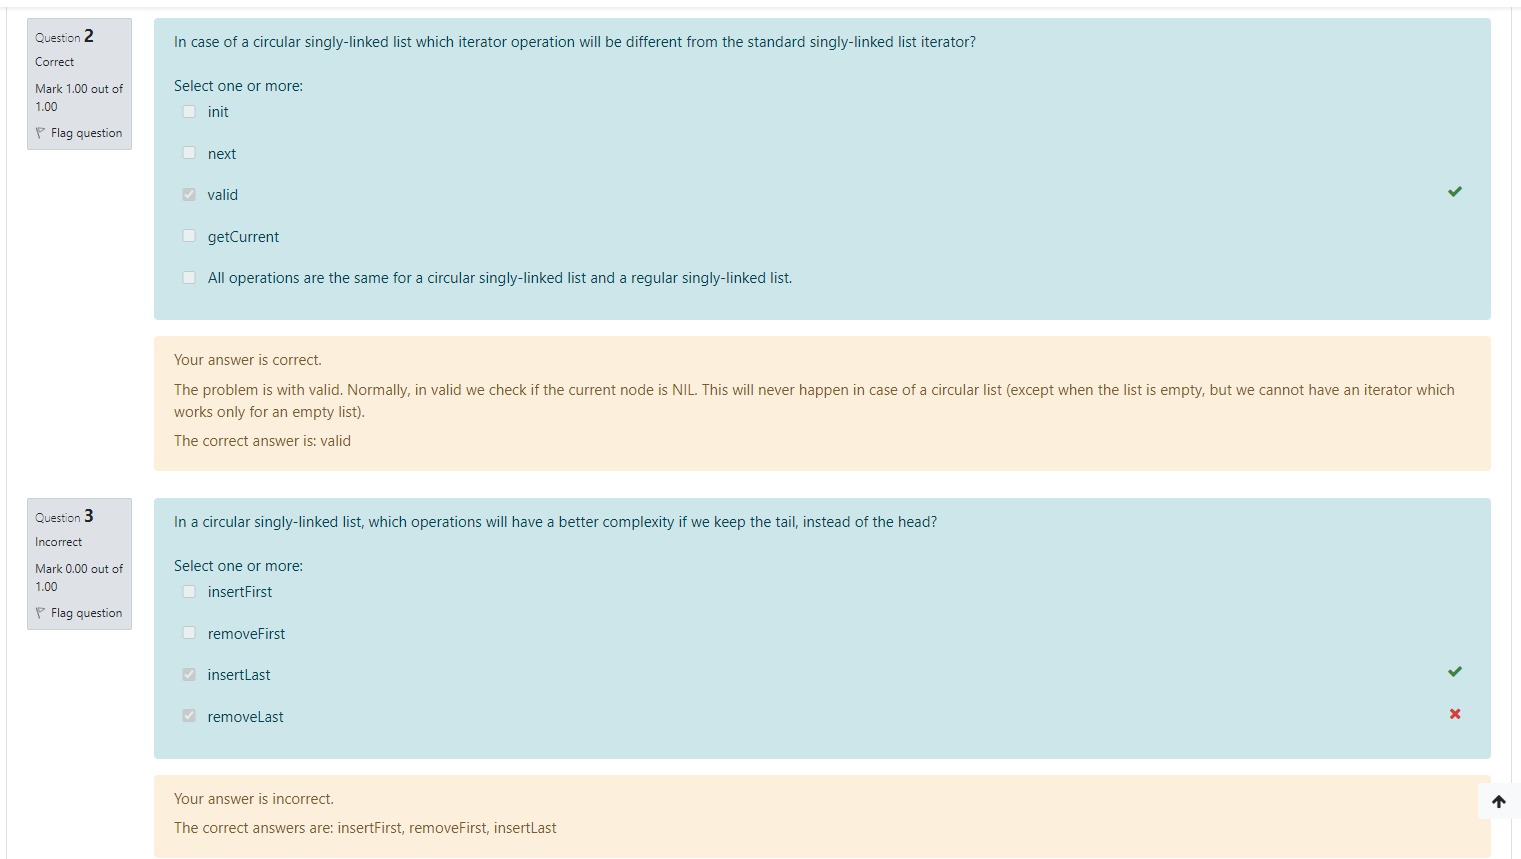 Question 2
Correct
Mark 1.00 out of
1.00
Flag question
In case of a circular singly-linked list which iterator operation will be different from the standard singly-linked list iterator?
Select one or more:
init
next
valid
getCurrent
All operations are the same for a circular singly-linked list and a regular singly-linked list.
Your answer is correct.
The problem is with valid. Normally, in valid we check if the current node is NIL. This will never happen in case of a circular list (except when the list is empty, but we cannot have an iterator which
works only for an empty list).
The correct answer is: valid
Question 3
Incorrect
Mark 0.00 out of
1.00
Flag question
In a circular singly-linked list, which operations will have a better complexity if we keep the tail, instead of the head?
Select one or more:
insertFirst
removeFirst
insertLast
removeLast
Your answer is incorrect.
The correct answers are: insertFirst, removeFirst, insertLast